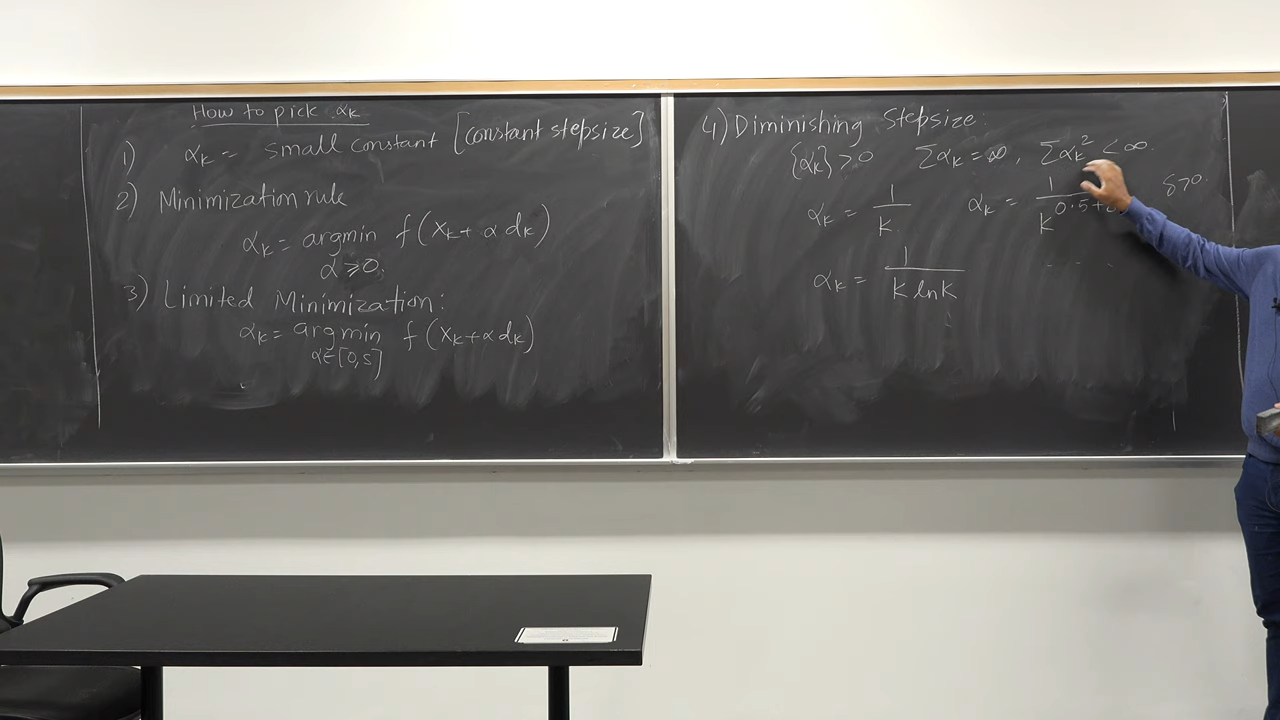 How to pick αk
1) αk = small constant [constant stepsize]
2) Minimization rule
αk = argmin f(xk + α dk)
α ⩾ 0.
3) Limited Minimization:
αk = argmin f(xk + α dk)
α∈[0,s]
4) Diminishing Stepsize:
{αk} > 0 Σαk = ∞, Σαk² < ∞.
αk = 1/k αk = 1/k^0.5+ δ>0.
αk = 1/(k ln k)